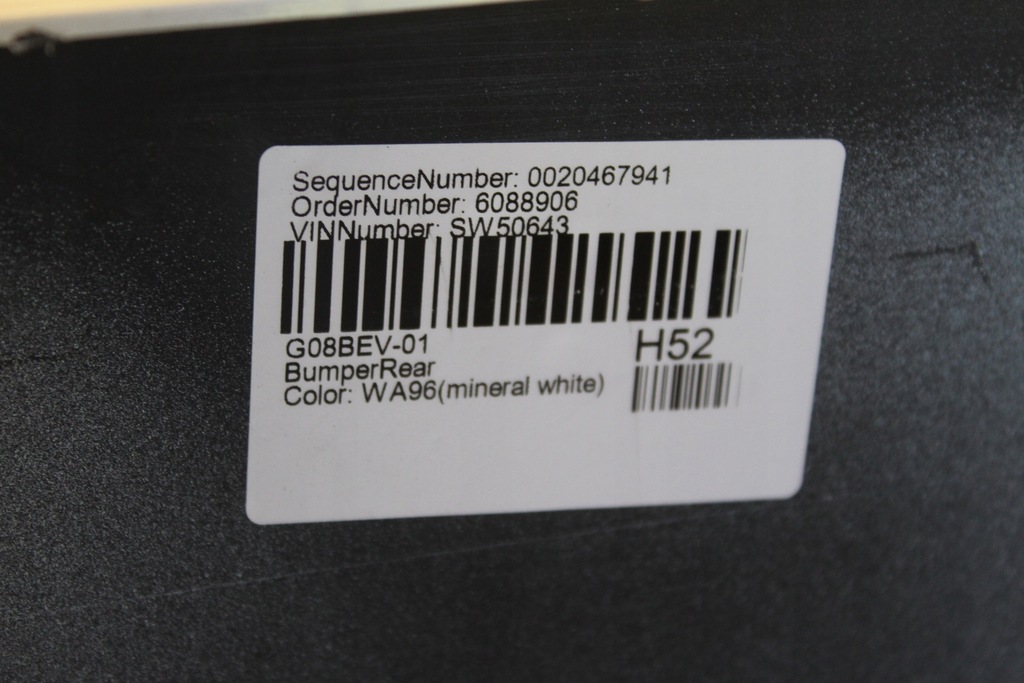 SequenceNumber: 0020467941
OrderNumber: 6088906
VINNumber: SW50643
G08BEV-01
H52
BumperRear
Color: WA96(mineral white)